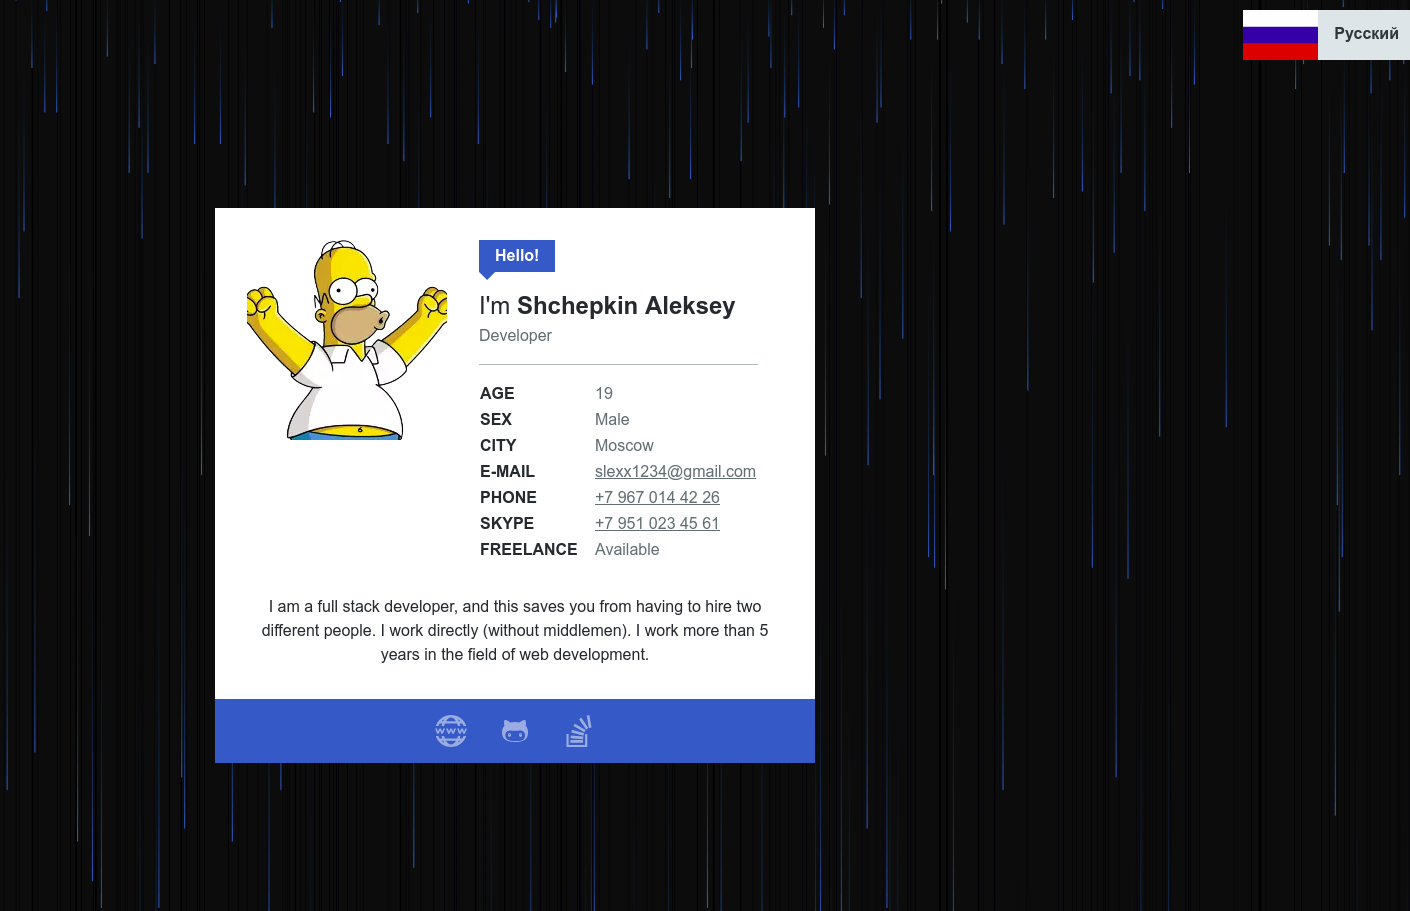 Русский
Hello!
I'm Shchepkin Aleksey
Developer
AGE 19
SEX Male
CITY Moscow
E-MAIL slexx1234@gmail.com
PHONE +7 967 014 42 26
SKYPE +7 951 023 45 61
FREELANCE Available
I am a full stack developer, and this saves you from having to hire two
different people. I work directly (without middlemen). I work more than 5
years in the field of web development.
WWW